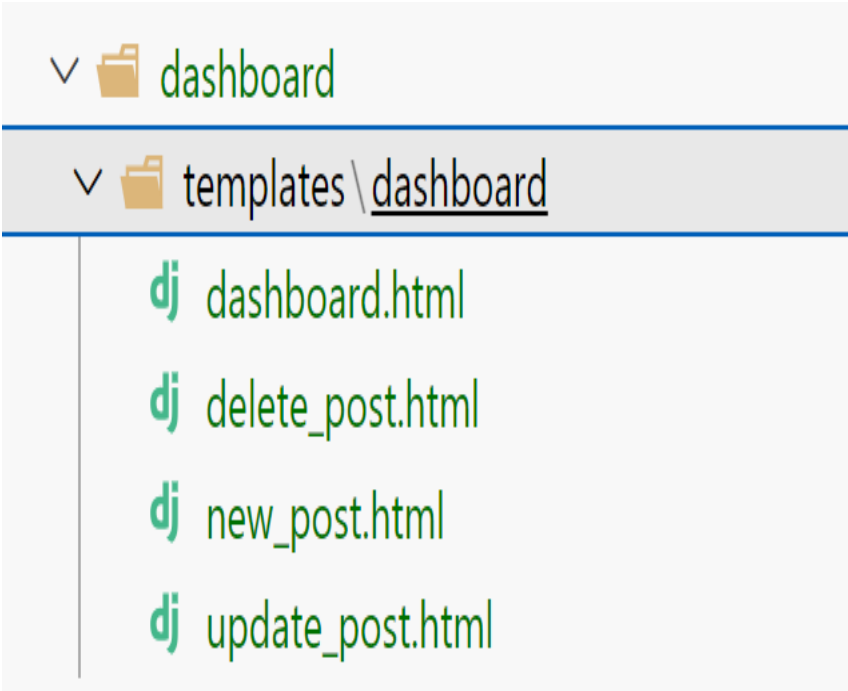 dashboard
templates\dashboard
dj dashboard.html
dj delete_post.html
dj new_post.html
dj update_post.html